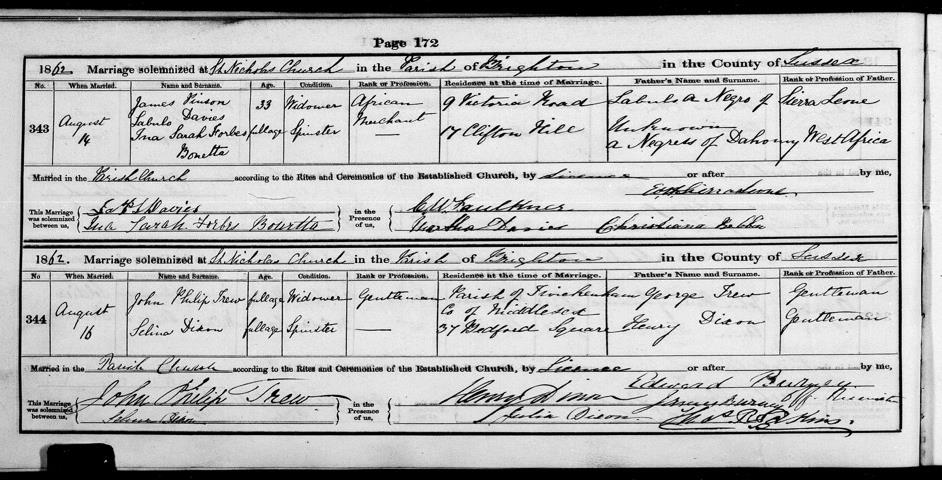 Page 172
1862. Marriage solemnized at St Nicholas Church in the Parish of Brighton in the County of Sussex
No. When Married. Name and Surname. Age. Condition. Rank or Profession. Residence at the time of Marriage. Father's Name and Surname. Rank or Profession of Father.
343 August 14 James Pinson Labulo Davies 33 Widower African Merchant 9 Victoria Road Labulo a Negro of Sierra Leone
Ina Sarah Forbes Bonetta full age Spinster — 17 Clifton Hill Unknown a Negress of Dahomy West Africa
Married in the Parish Church according to the Rites and Ceremonies of the Established Church, by Licence or after by me,
This Marriage was solemnized between us, Jas P L Davies in the Presence of us, C W Faulkner
Ina Sarah Forbes Bonetta Martha Davies Christiana
1862. Marriage solemnized at St Nicholas Church in the Parish of Brighton in the County of Sussex
No When Married. Name and Surname. Age. Condition. Rank or Profession. Residence at the time of Marriage. Father's Name and Surname. Rank or Profession of Father.
344 August 16 John Philip Trew full age Widower Gentleman Parish of Twickenham Co of Middlesex George Trew Gentleman
Selina Dixon full age Spinster — 37 Bedford Square Henry Dixon Gentleman
Married in the Parish Church according to the Rites and Ceremonies of the Established Church, by Licence or after by me,
Edward Burney
This Marriage was solemnized between us, John Philip Trew in the Presence of us, Henry Dixon
Selina Dixon Julia Dixon